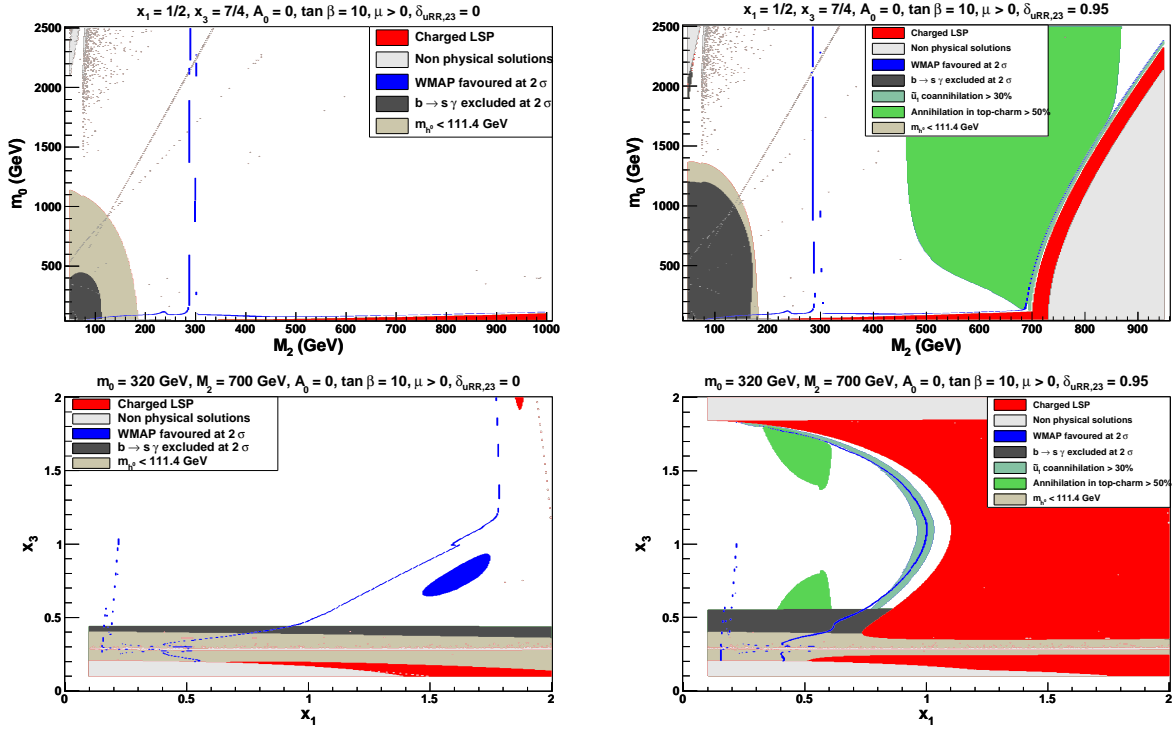 x₁ = 1/2, x₃ = 7/4, A₀ = 0, tan β = 10, μ > 0, δ_uRR,23 = 0
Charged LSP
Non physical solutions
WMAP favoured at 2 σ
b → s γ excluded at 2 σ
m_h⁰ < 111.4 GeV
m₀ (GeV)
2500
2000
1500
1000
500
100 200 300 400 500 600 700 800 900 1000
M₂ (GeV)
x₁ = 1/2, x₃ = 7/4, A₀ = 0, tan β = 10, μ > 0, δ_uRR,23 = 0.95
Charged LSP
Non physical solutions
WMAP favoured at 2 σ
b → s γ excluded at 2 σ
ũ₁ coannihilation > 30%
Annihilation in top-charm > 50%
m_h⁰ < 111.4 GeV
m₀ (GeV)
2500
2000
1500
1000
500
100 200 300 400 500 600 700 800 900
M₂ (GeV)
m₀ = 320 GeV, M₂ = 700 GeV, A₀ = 0, tan β = 10, μ > 0, δ_uRR,23 = 0
Charged LSP
Non physical solutions
WMAP favoured at 2 σ
b → s γ excluded at 2 σ
m_h⁰ < 111.4 GeV
x₃
2
1.5
1
0.5
0
0 0.5 1 1.5 2
x₁
m₀ = 320 GeV, M₂ = 700 GeV, A₀ = 0, tan β = 10, μ > 0, δ_uRR,23 = 0.95
Charged LSP
Non physical solutions
WMAP favoured at 2 σ
b → s γ excluded at 2 σ
ũ₁ coannihilation > 30%
Annihilation in top-charm > 50%
m_h⁰ < 111.4 GeV
x₃
2
1.5
1
0.5
0
0 0.5 1 1.5 2
x₁